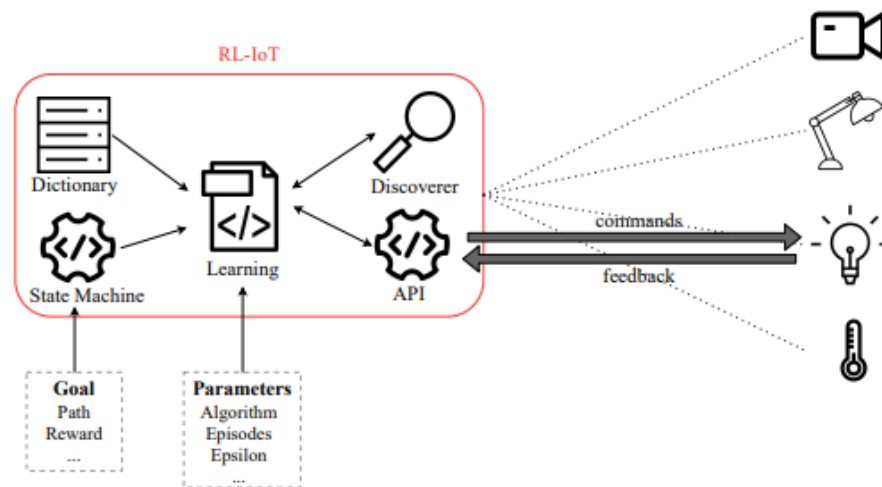 RL-IoT
Dictionary
Discoverer
</>
</>
Learning
</>
State Machine
API
commands
feedback
Goal
Path
Reward
...
Parameters
Algorithm
Episodes
Epsilon
...